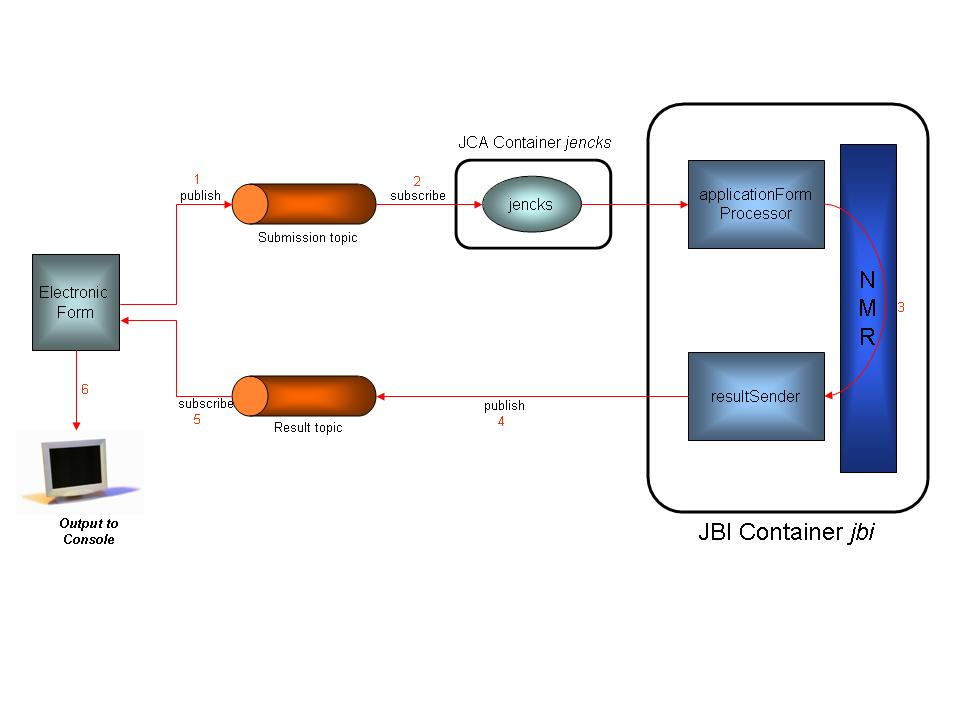 JCA Container jencks
1
publish
2
subscribe
jencks
applicationForm
Processor
Submission topic
Electronic
Form
N
M
R
3
6
subscribe
5
Result topic
publish
4
resultSender
Output to
Console
JBI Container jbi